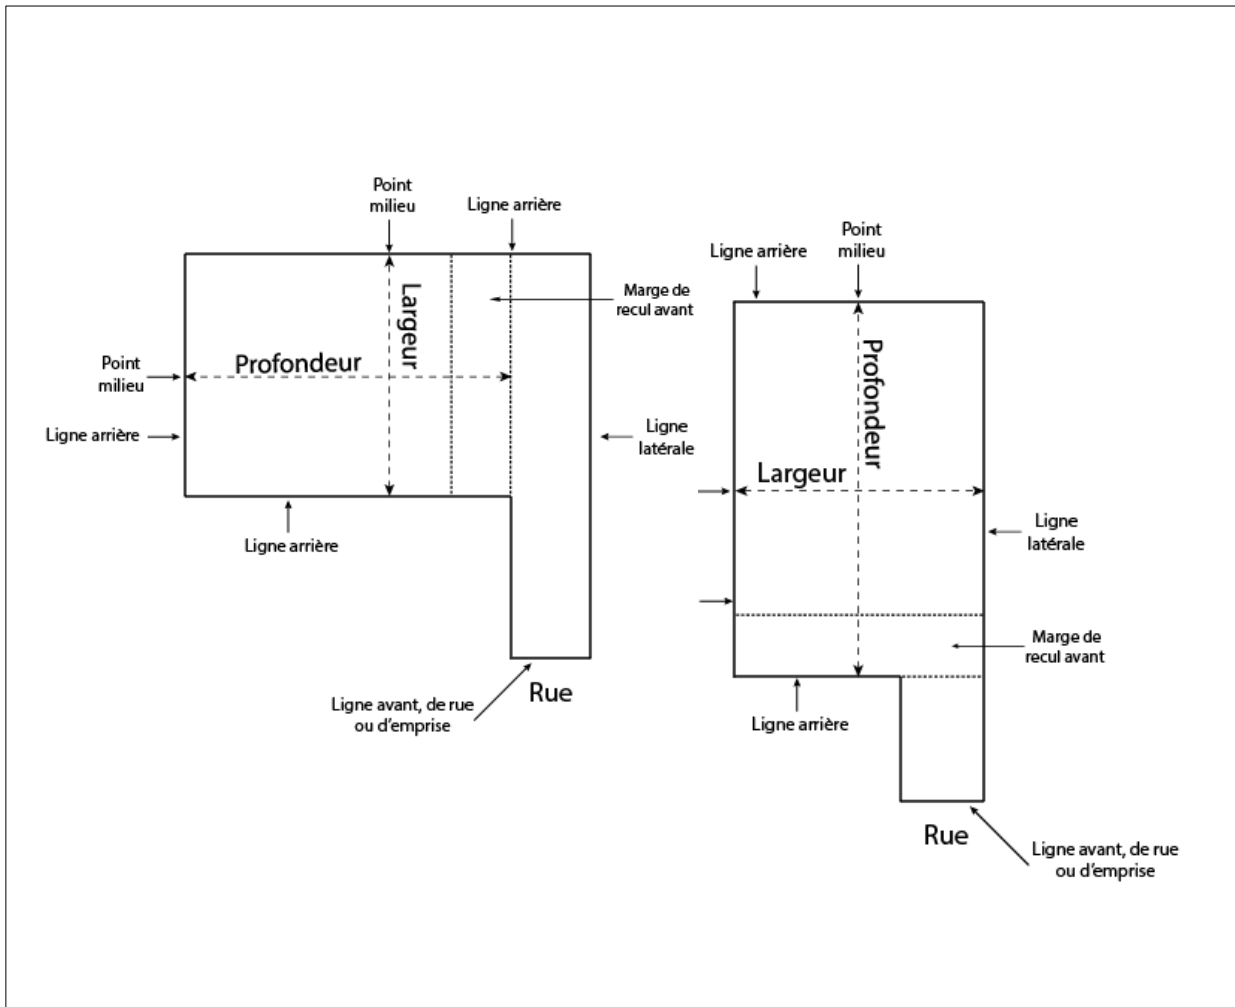 Point
milieu
Ligne arrière
Largeur
Marge de
recul avant
Profondeur
Point
milieu
Ligne arrière
Ligne
latérale
Ligne arrière
Ligne avant, de rue
ou d'emprise
Rue
Ligne arrière
Point
milieu
Profondeur
Largeur
Ligne
latérale
Marge de
recul avant
Ligne arrière
Rue
Ligne avant, de rue
ou d'emprise